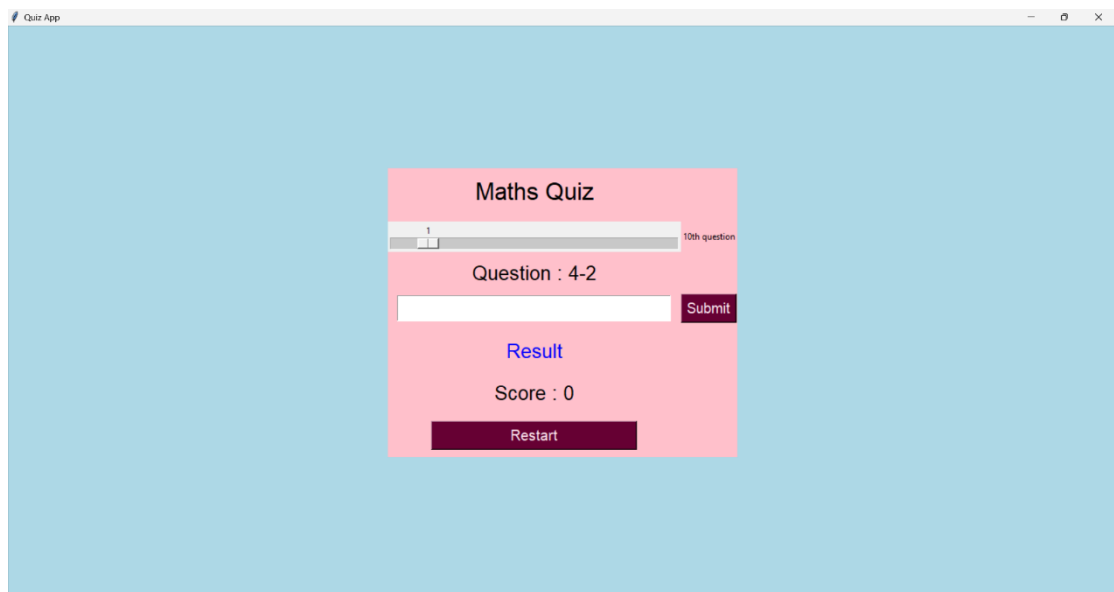 Quiz App
Maths Quiz
1
10th question
Question : 4-2
Submit
Result
Score : 0
Restart